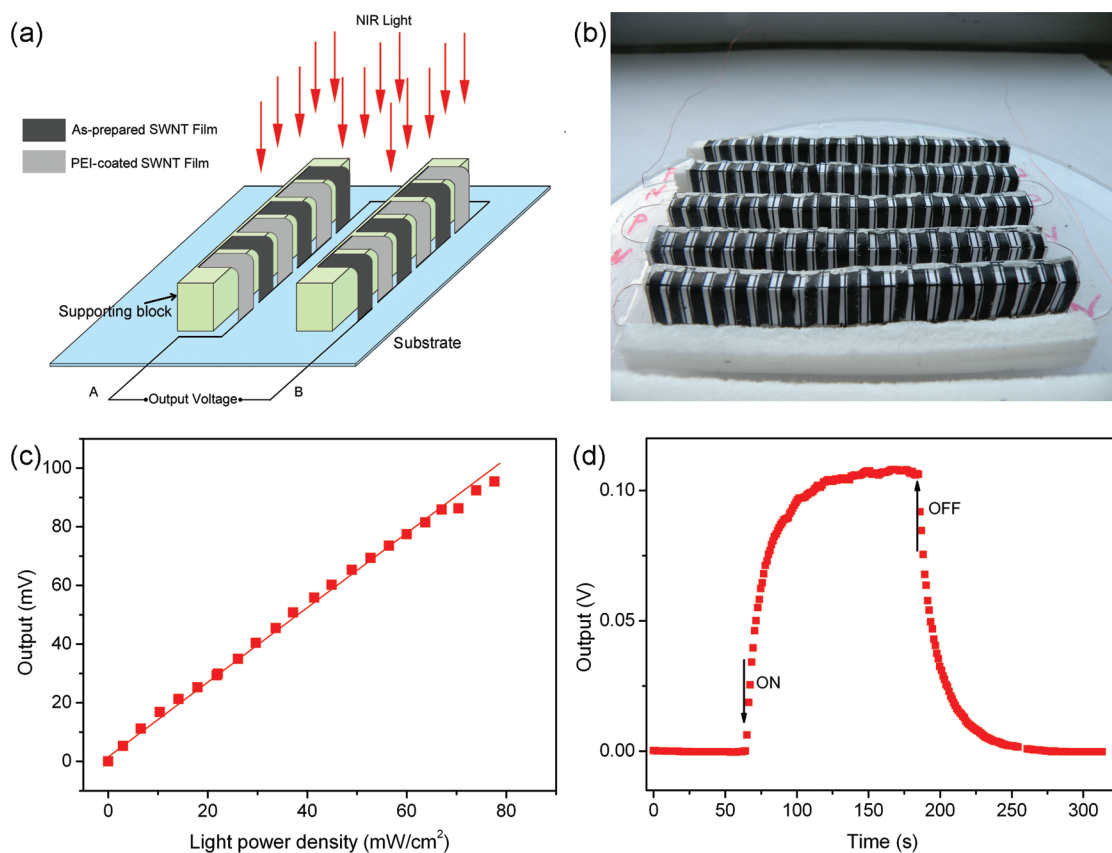 (a)
NIR Light
As-prepared SWNT Film
PEI-coated SWNT Film
Supporting block
Substrate
A
Output Voltage
B
(b)
(c)
100
80
60
40
20
0
Output (mV)
0
20
40
60
80
Light power density (mW/cm²)
(d)
0.10
0.05
0.00
Output (V)
ON
OFF
0
50
100
150
200
250
300
Time (s)